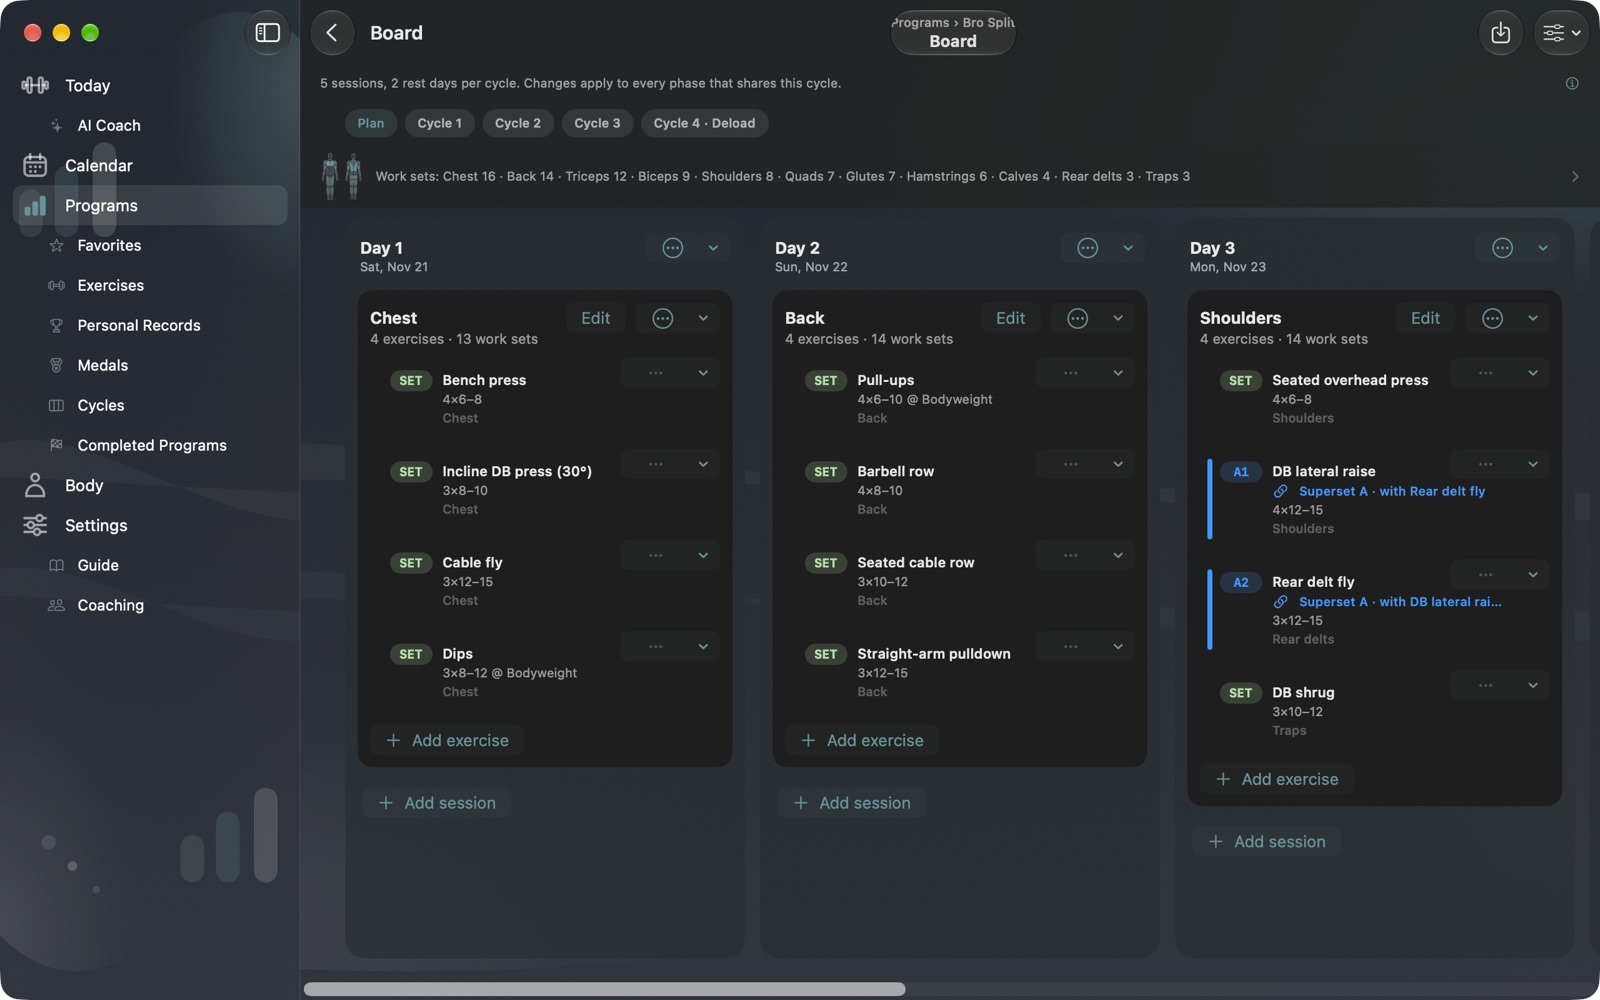 Today
AI Coach
Calendar
Programs
Favorites
Exercises
Personal Records
Medals
Cycles
Completed Programs
Body
Settings
Guide
Coaching
Board
Programs › Bro Split
Board
5 sessions, 2 rest days per cycle. Changes apply to every phase that shares this cycle.
Plan
Cycle 1
Cycle 2
Cycle 3
Cycle 4 · Deload
Work sets: Chest 16 · Back 14 · Triceps 12 · Biceps 9 · Shoulders 8 · Quads 7 · Glutes 7 · Hamstrings 6 · Calves 4 · Rear delts 3 · Traps 3
Day 1
Sat, Nov 21
Chest
Edit
4 exercises · 13 work sets
SET Bench press
4×6–8
Chest
SET Incline DB press (30°)
3×8–10
Chest
SET Cable fly
3×12–15
Chest
SET Dips
3×8–12 @ Bodyweight
Chest
+ Add exercise
+ Add session
Day 2
Sun, Nov 22
Back
Edit
4 exercises · 14 work sets
SET Pull-ups
4×6–10 @ Bodyweight
Back
SET Barbell row
4×8–10
Back
SET Seated cable row
3×10–12
Back
SET Straight-arm pulldown
3×12–15
Back
+ Add exercise
+ Add session
Day 3
Mon, Nov 23
Shoulders
Edit
4 exercises · 14 work sets
SET Seated overhead press
4×6–8
Shoulders
A1 DB lateral raise
Superset A · with Rear delt fly
4×12–15
Shoulders
A2 Rear delt fly
Superset A · with DB lateral rai...
3×12–15
Rear delts
SET DB shrug
3×10–12
Traps
+ Add exercise
+ Add session